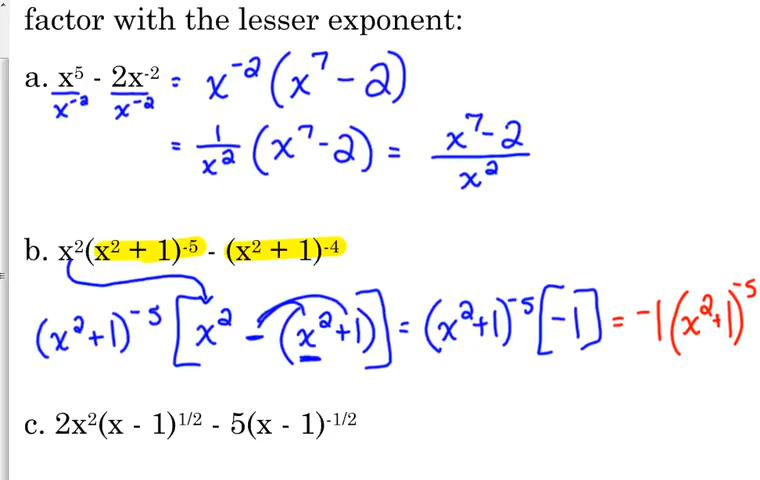 factor with the lesser exponent:
a. x⁵ - 2x⁻² = x⁻²(x⁷ - 2)
x⁻² x⁻²
= 1/x² (x⁷ - 2) = x⁷ - 2 / x²
b. x²(x² + 1)⁻⁵ - (x² + 1)⁻⁴
(x²+1)⁻⁵ [x² - (x²+1)] = (x²+1)⁻⁵ [-1] = -1(x²+1)⁻⁵
c. 2x²(x - 1)^1/2 - 5(x - 1)^-1/2